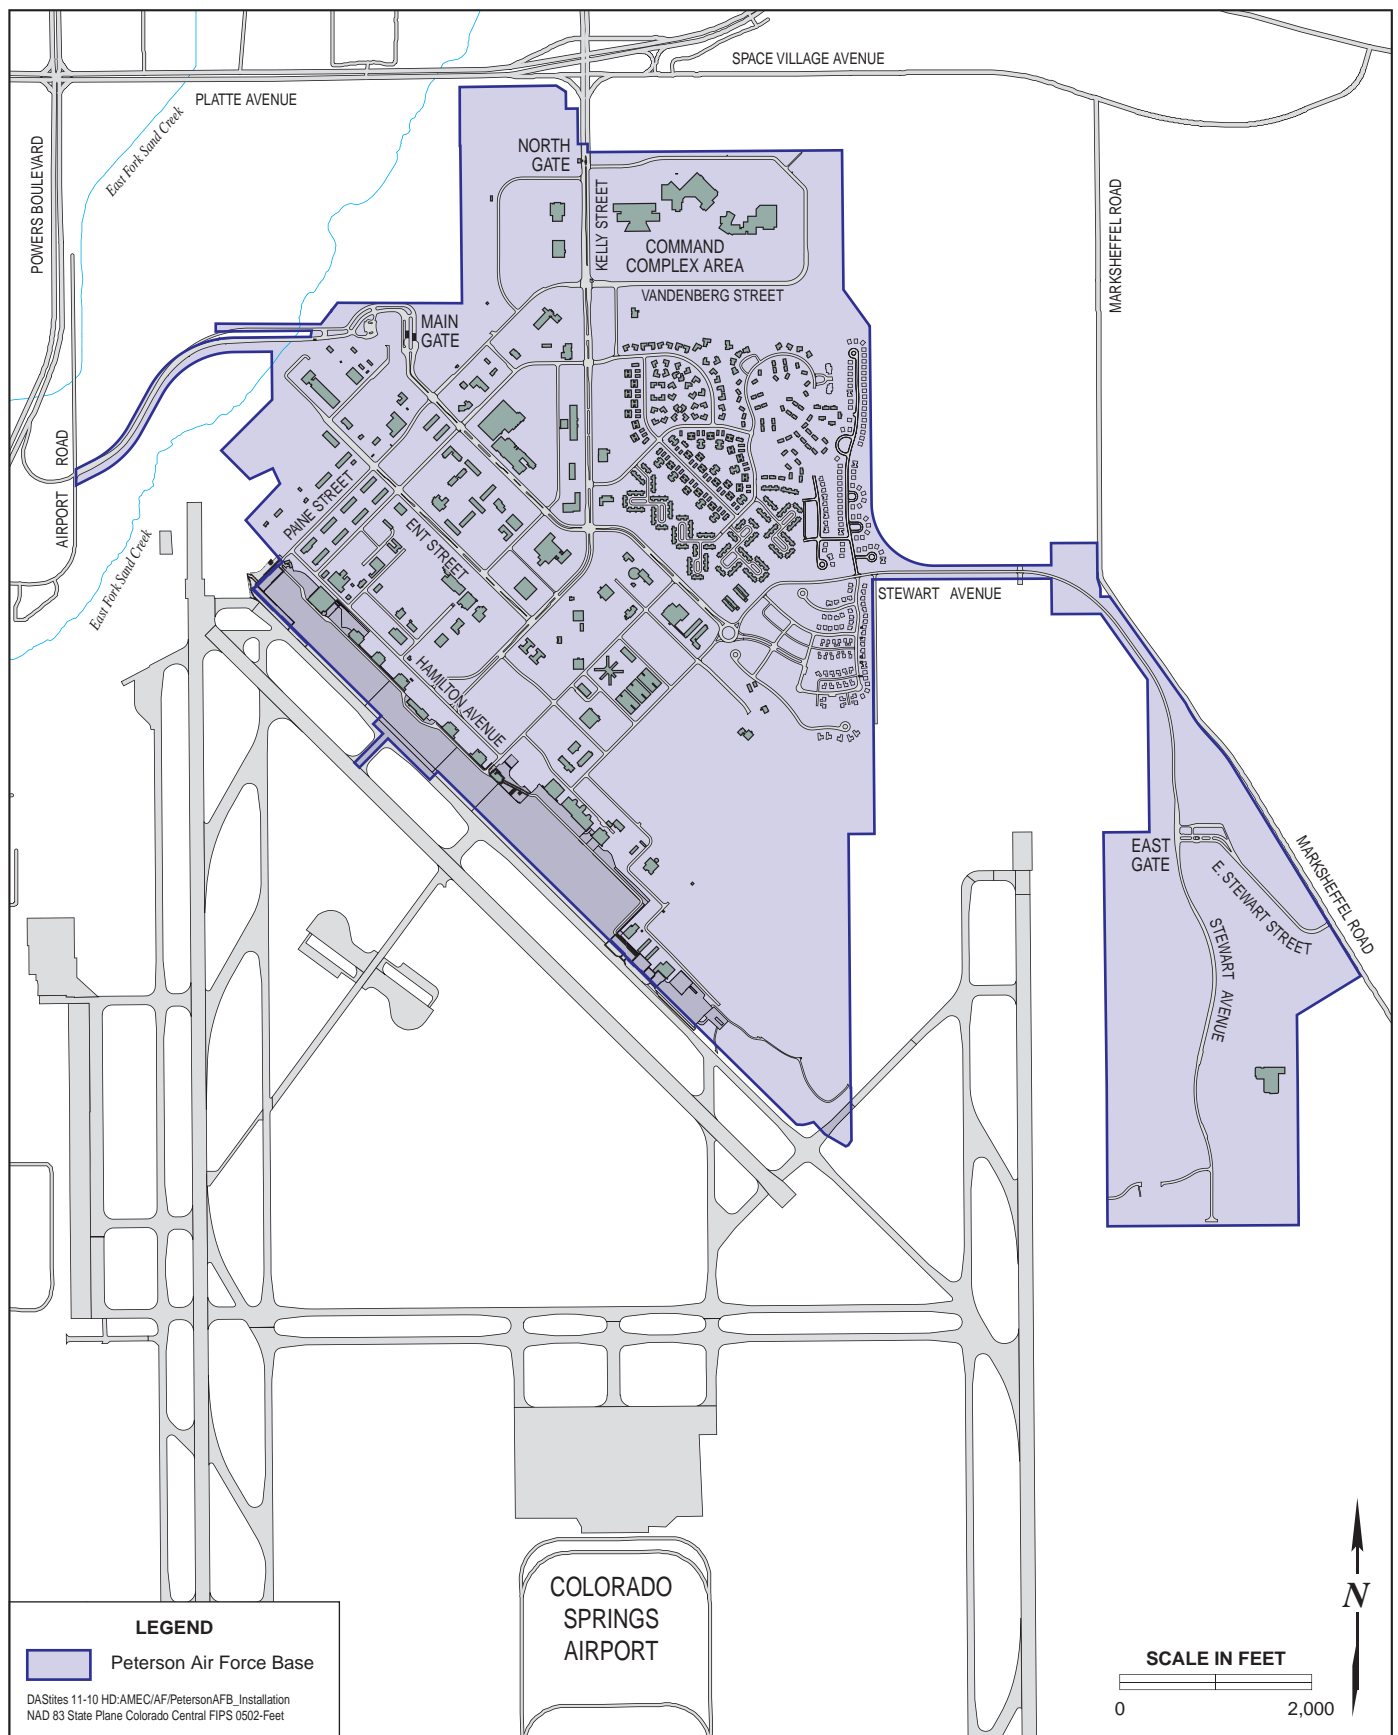 SPACE VILLAGE AVENUE
PLATTE AVENUE
East Fork Sand Creek
POWERS BOULEVARD
NORTH
GATE
KELLY STREET
MARKSHEFFEL ROAD
COMMAND
COMPLEX AREA
VANDENBERG STREET
MAIN
GATE
AIRPORT ROAD
PAINE STREET
ENT STREET
East Fork Sand Creek
STEWART AVENUE
HAMILTON AVENUE
EAST
GATE
E. STEWART STREET
MARKSHEFFEL ROAD
STEWART AVENUE
COLORADO
SPRINGS
AIRPORT
LEGEND
Peterson Air Force Base
DAStites 11-10 HD:AMEC/AF/PetersonAFB_Installation
NAD 83 State Plane Colorado Central FIPS 0502-Feet
N
SCALE IN FEET
0 2,000